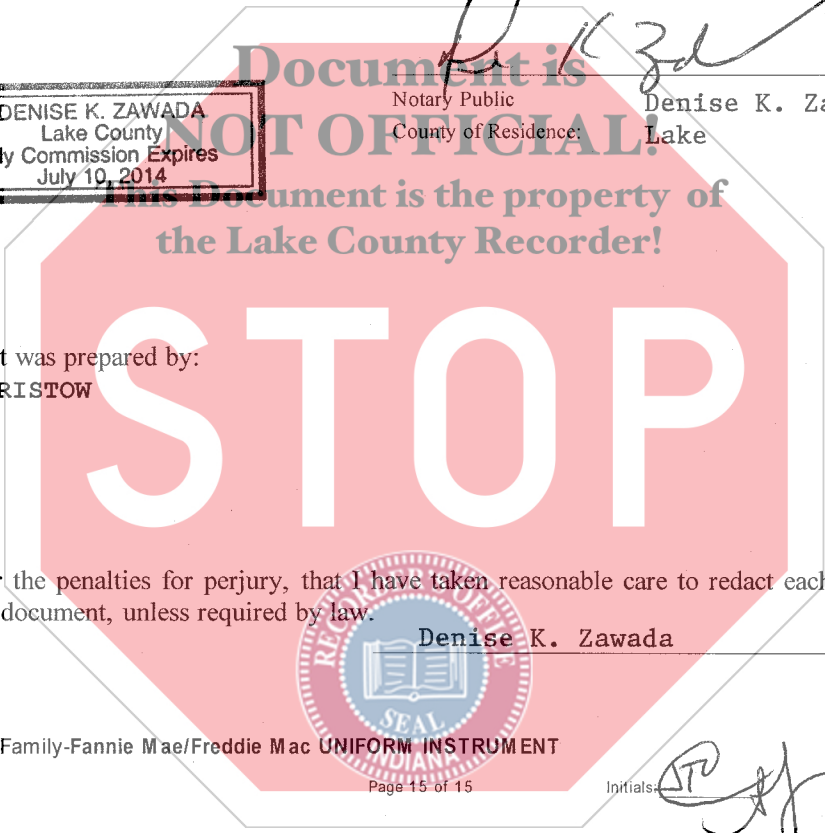 Document is
NOT OFFICIAL!
This Document is the property of
the Lake County Recorder!
DENISE K. ZAWADA
Lake County
My Commission Expires
July 10, 2014
Notary Public
Denise K. Za
County of Residence:
Lake
STOP
t was prepared by:
RISTOW
the penalties for perjury, that I have taken reasonable care to redact each
document, unless required by law.
Denise K. Zawada
RECORDER'S OFFICE
SEAL
INDIANA
Family-Fannie Mae/Freddie Mac UNIFORM INSTRUMENT
Page 15 of 15
Initials: